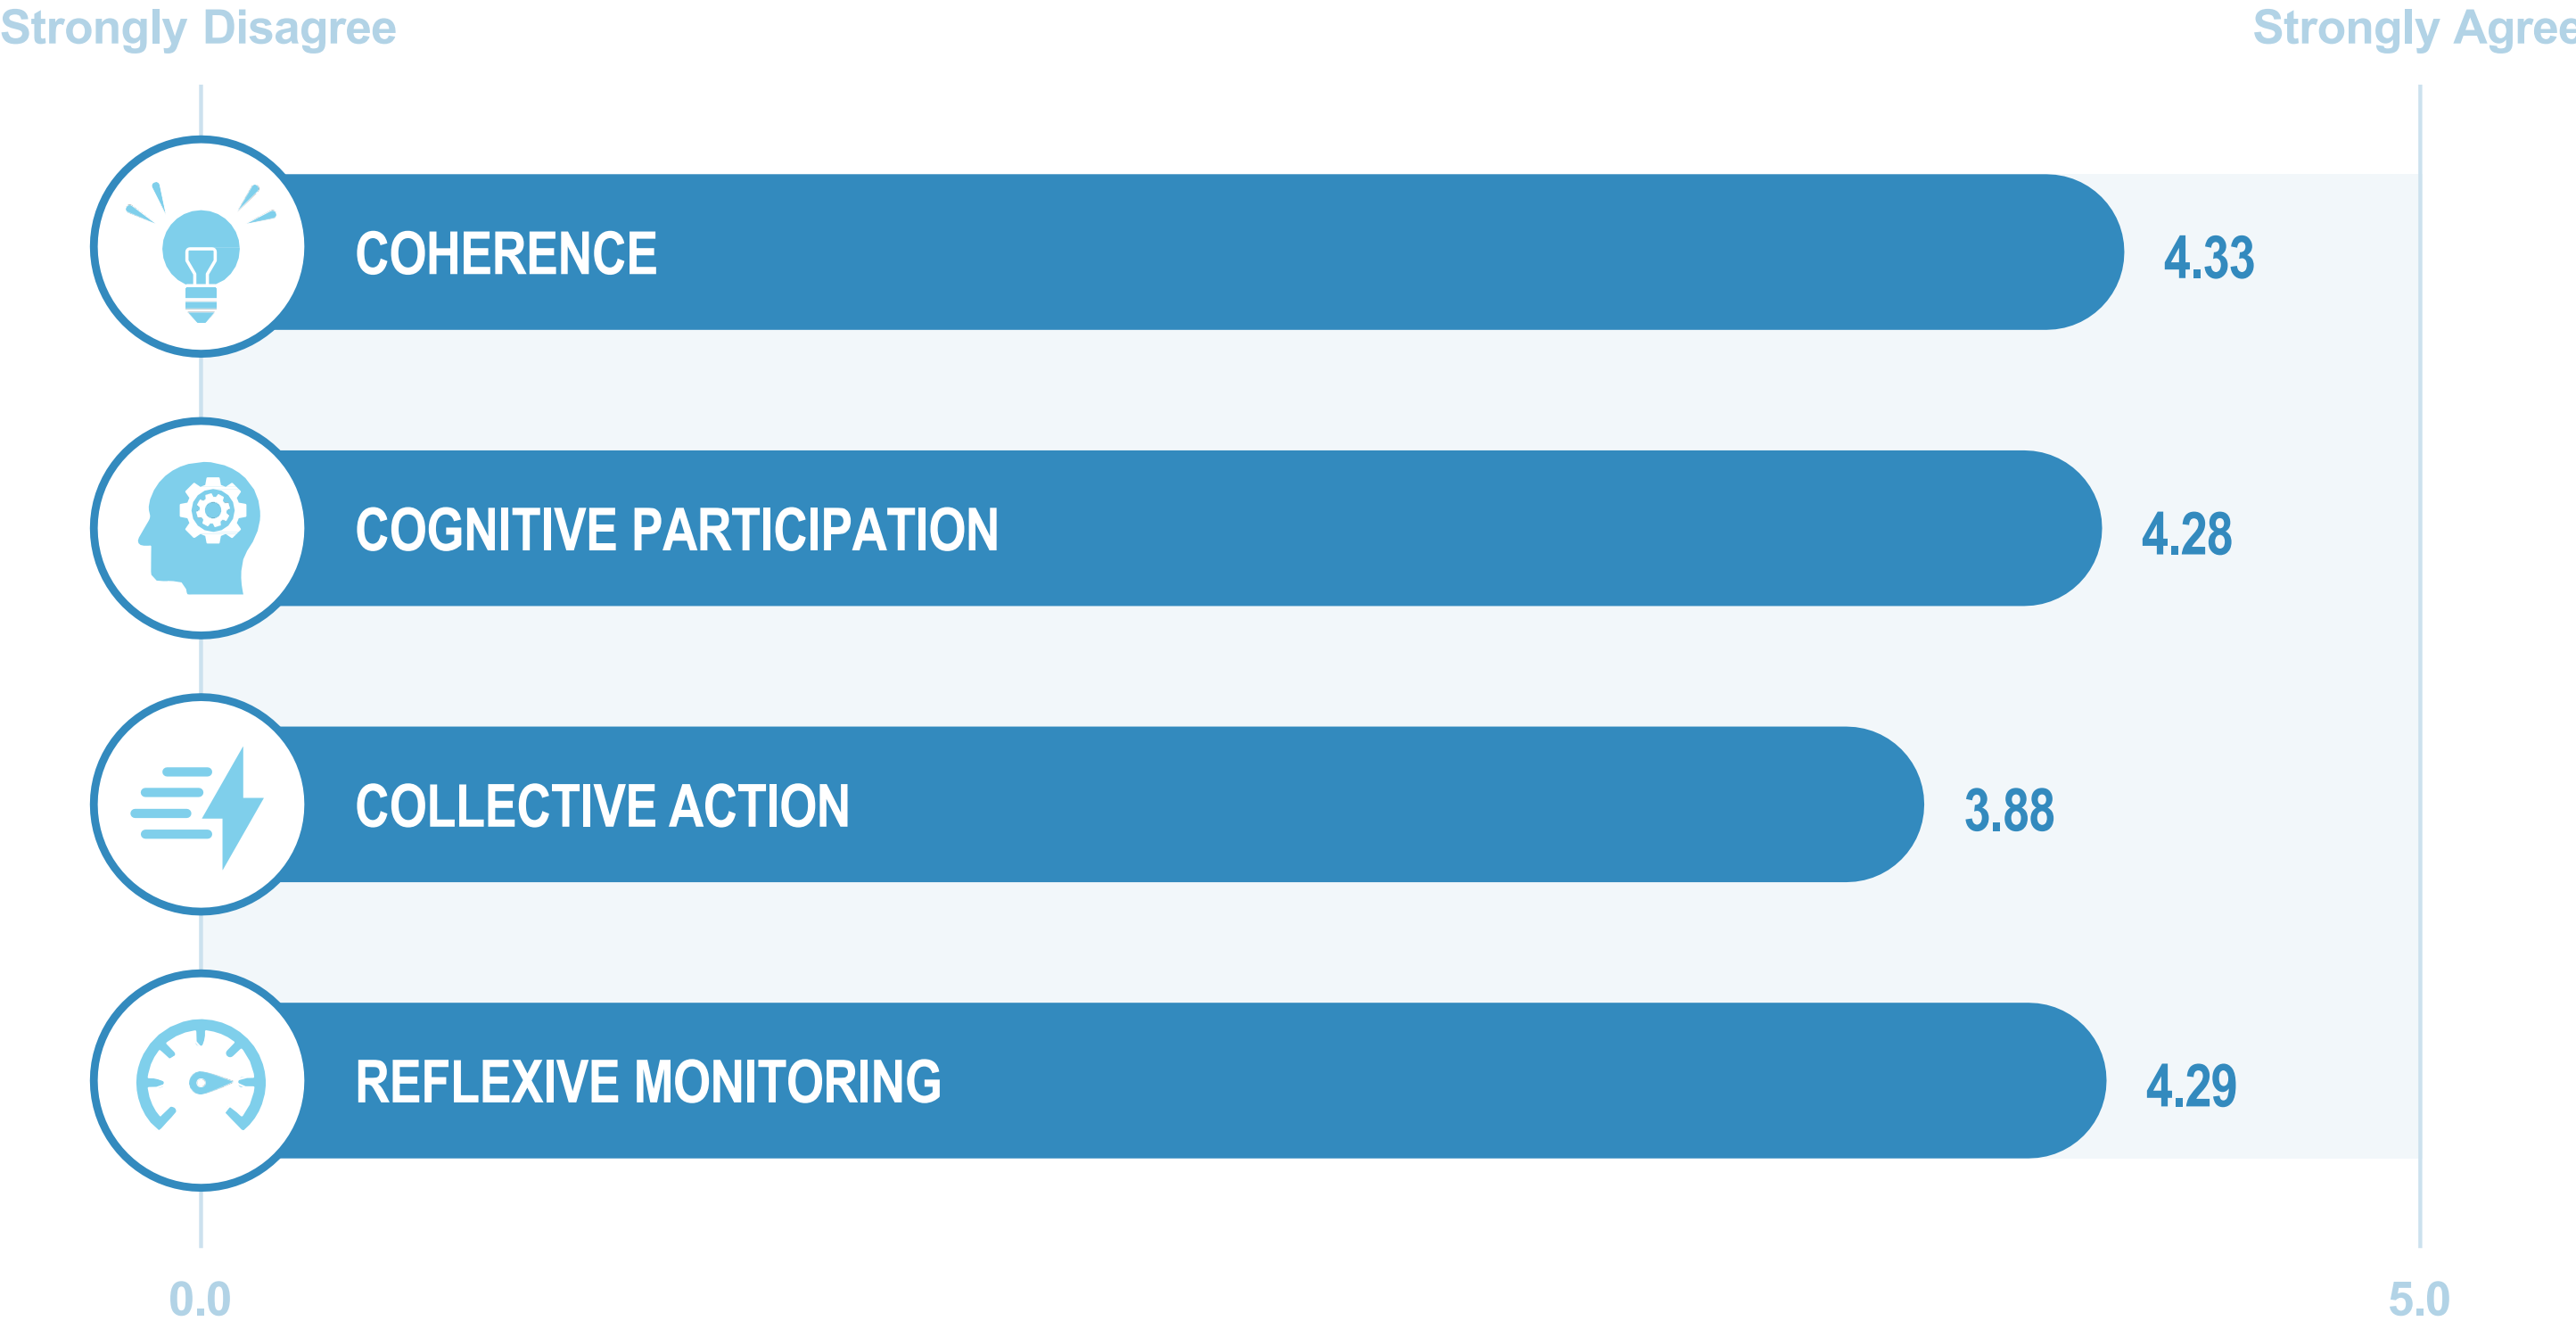 Strongly Disagree
Strongly Agree
COHERENCE
4.33
COGNITIVE PARTICIPATION
4.28
COLLECTIVE ACTION
3.88
REFLEXIVE MONITORING
4.29
0.0
5.0